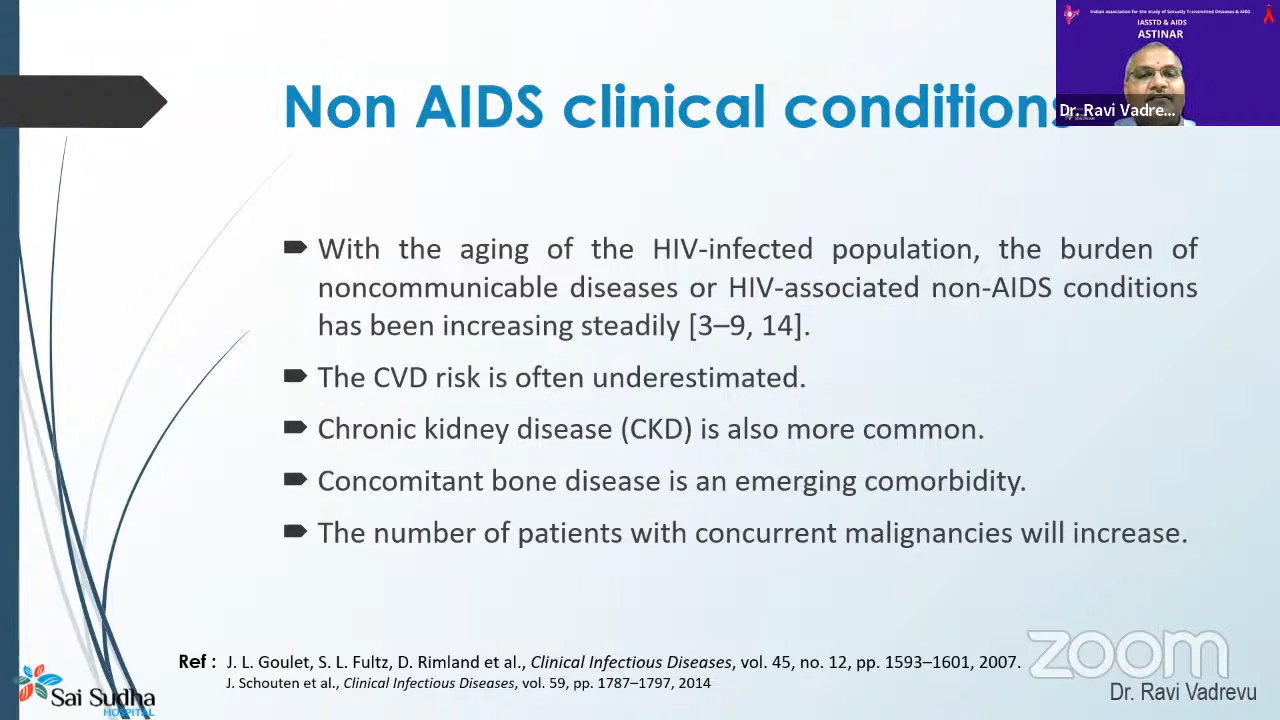 Indian association for the study of Sexually Transmitted Diseases & AIDS
IASSTD & AIDS
ASTINAR
Dr. Ravi Vadre...
Non AIDS clinical conditions
With the aging of the HIV-infected population, the burden of
noncommunicable diseases or HIV-associated non-AIDS conditions
has been increasing steadily [3–9, 14].
The CVD risk is often underestimated.
Chronic kidney disease (CKD) is also more common.
Concomitant bone disease is an emerging comorbidity.
The number of patients with concurrent malignancies will increase.
Ref : J. L. Goulet, S. L. Fultz, D. Rimland et al., Clinical Infectious Diseases, vol. 45, no. 12, pp. 1593–1601, 2007.
J. Schouten et al., Clinical Infectious Diseases, vol. 59, pp. 1787–1797, 2014
zoom
Sai Sudha
HOSPITAL
Dr. Ravi Vadrevu